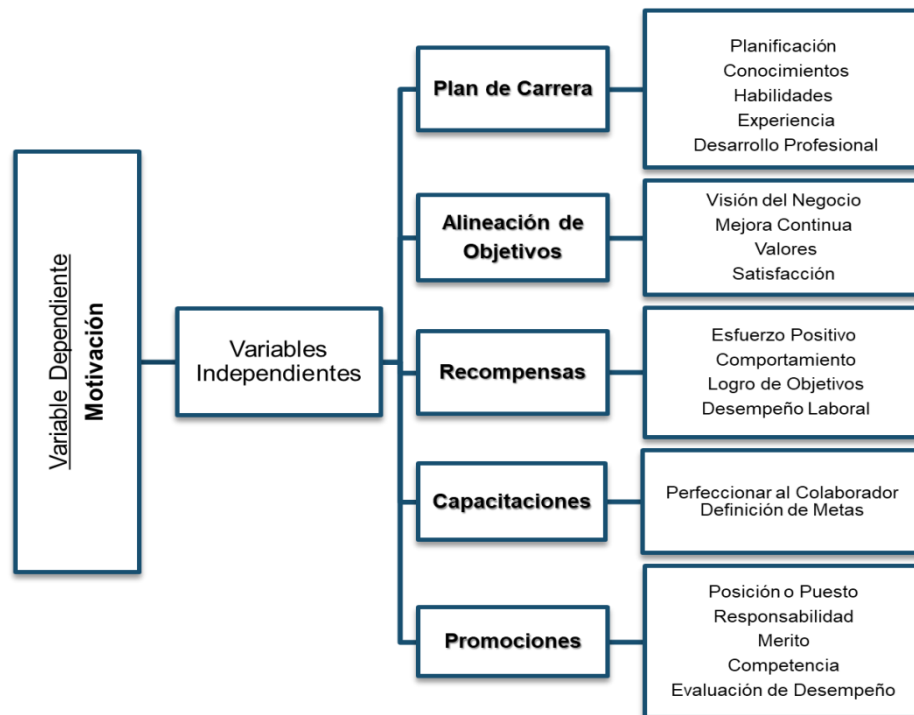 Variable Dependiente
Motivación
Variables
Independientes
Plan de Carrera
Planificación
Conocimientos
Habilidades
Experiencia
Desarrollo Profesional
Alineación de
Objetivos
Visión del Negocio
Mejora Continua
Valores
Satisfacción
Recompensas
Esfuerzo Positivo
Comportamiento
Logro de Objetivos
Desempeño Laboral
Capacitaciones
Perfeccionar al Colaborador
Definición de Metas
Promociones
Posición o Puesto
Responsabilidad
Merito
Competencia
Evaluación de Desempeño